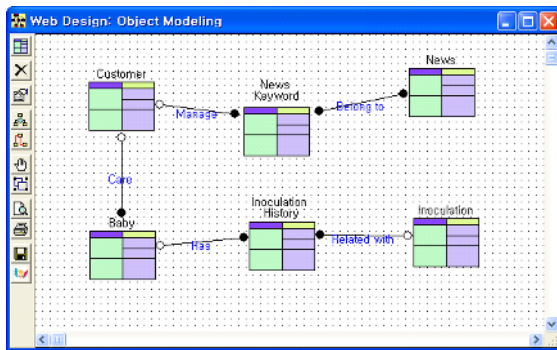 Web Design: Object Modeling
Customer
News
Keyword
News
Manage
Belong to
Care
Baby
Inoculation
History
Inoculation
Has
Related with